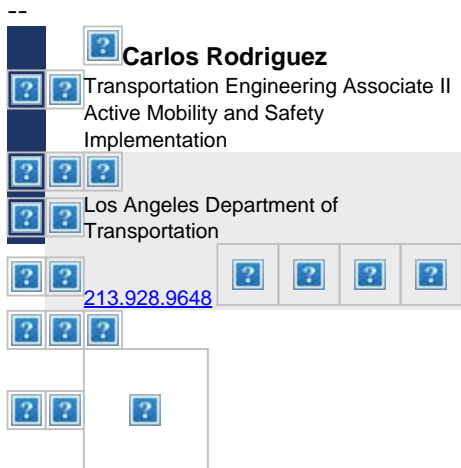 --
Carlos Rodriguez
Transportation Engineering Associate II
Active Mobility and Safety
Implementation
Los Angeles Department of
Transportation
213.928.9648